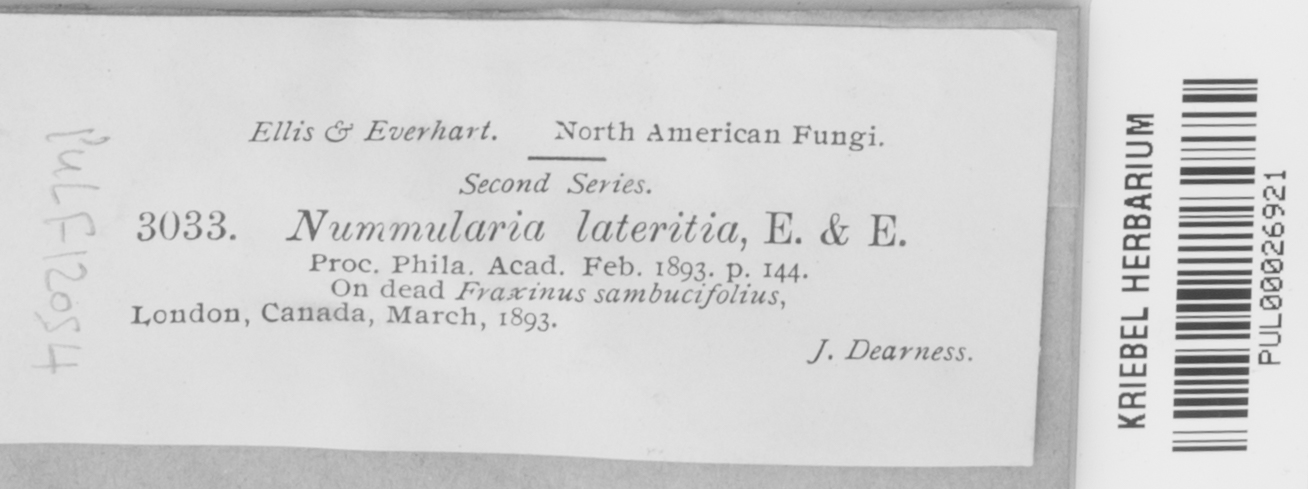 Ellis & Everhart. North American Fungi.
Second Series.
3033. Nummularia lateritia, E. & E.
Proc. Phila. Acad. Feb. 1893. p. 144.
On dead Fraxinus sambucifolius,
London, Canada, March, 1893.
J. Dearness.
PULF12054
KRIEBEL HERBARIUM
PUL00026921